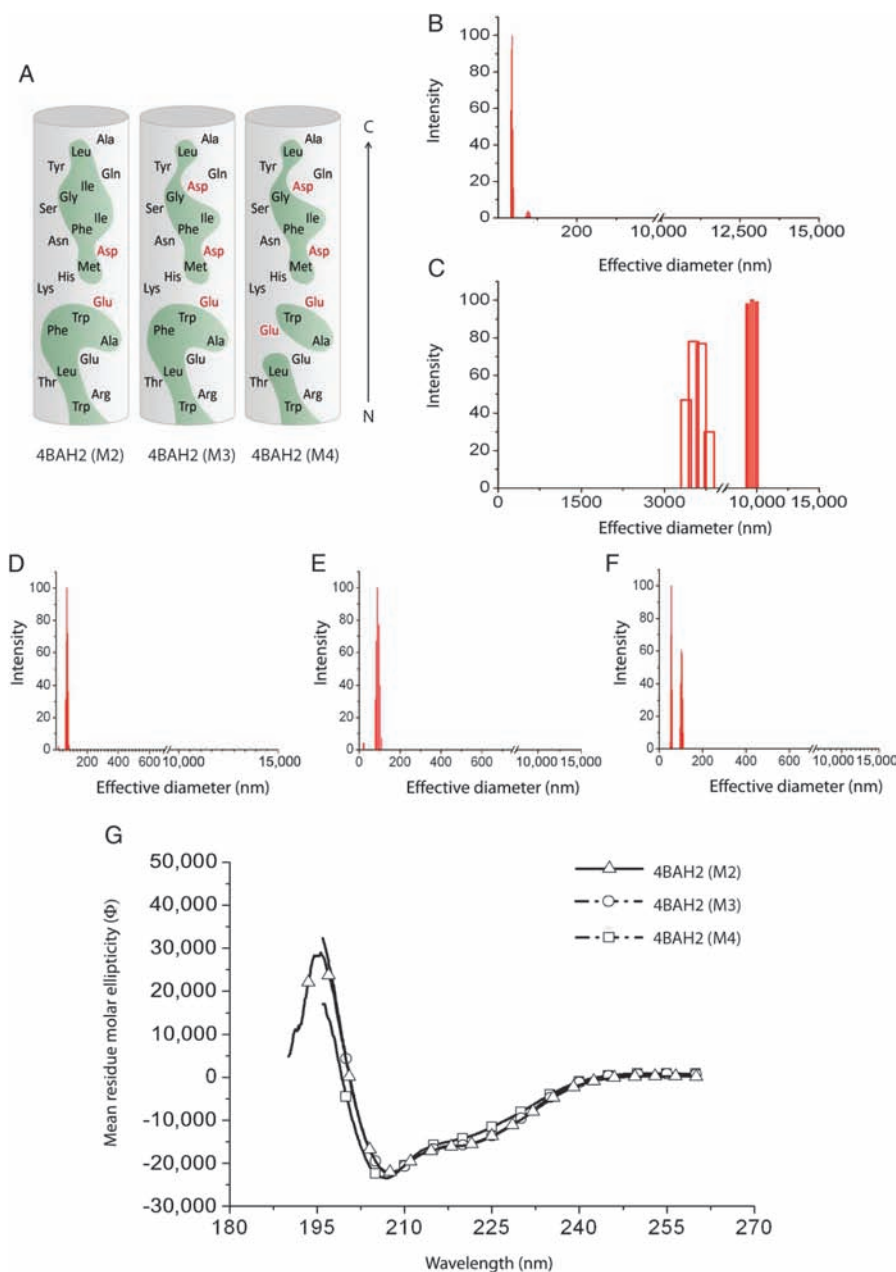 A
C
N
Ala
Leu
Tyr
Gln
Ile
Gly
Ser
Ile
Phe
Asn
Asp
Met
His
Lys
Glu
Trp
Phe
Ala
Glu
Leu
Thr
Arg
Trp
4BAH2 (M2)
Ala
Leu
Tyr
Gln
Asp
Gly
Ser
Ile
Phe
Asn
Asp
Met
His
Lys
Glu
Trp
Phe
Ala
Glu
Leu
Thr
Arg
Trp
4BAH2 (M3)
Ala
Leu
Tyr
Gln
Asp
Gly
Ser
Ile
Phe
Asn
Asp
Met
His
Lys
Glu
Trp
Glu
Ala
Glu
Leu
Thr
Arg
Trp
4BAH2 (M4)
B
Intensity
100
80
60
40
20
0
200 10,000 12,500 15,000
Effective diameter (nm)
C
Intensity
100
80
60
40
20
0
0 1500 3000 10,000 15,000
Effective diameter (nm)
D
Intensity
100
80
60
40
20
0
200 400 600 10,000 15,000
Effective diameter (nm)
E
Intensity
100
80
60
40
20
0
0 200 400 600 10,000 15,000
Effective diameter (nm)
F
Intensity
100
80
60
40
20
0
0 200 400 600 10,000 15,000
Effective diameter (nm)
G
Mean residue molar ellipticity (Φ)
50,000
40,000
30,000
20,000
10,000
0
-10,000
-20,000
-30,000
180 195 210 225 240 255 270
Wavelength (nm)
4BAH2 (M2)
4BAH2 (M3)
4BAH2 (M4)